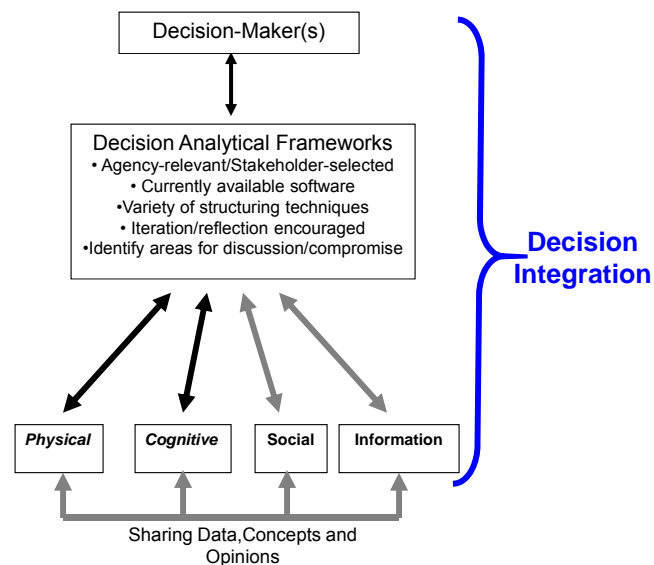 Decision-Maker(s)
Decision Analytical Frameworks
• Agency-relevant/Stakeholder-selected
• Currently available software
•Variety of structuring techniques
• Iteration/reflection encouraged
•Identify areas for discussion/compromise
Decision
Integration
Physical
Cognitive
Social
Information
Sharing Data,Concepts and
Opinions